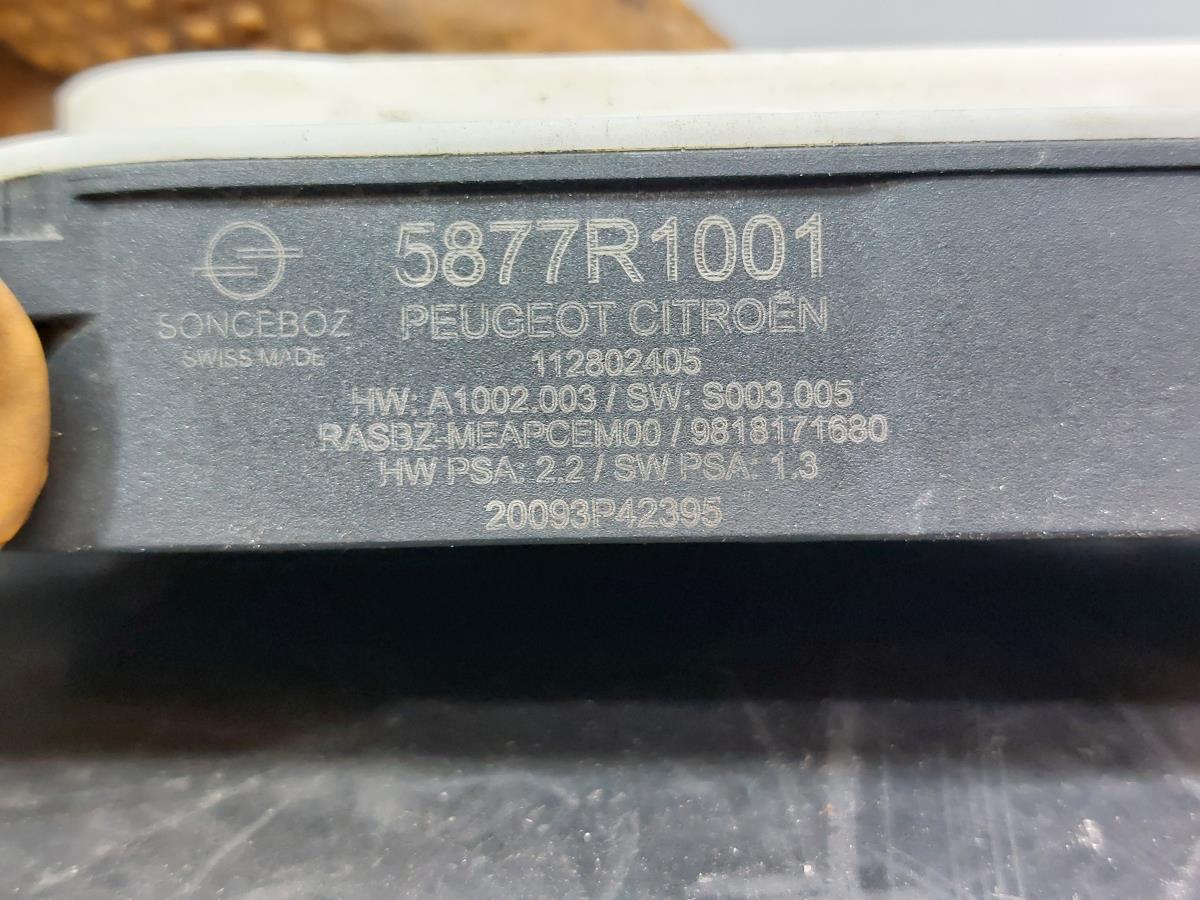 5877R1001
SONCEBOZ
SWISS MADE
PEUGEOT CITROËN
112802405
HW: A1002.003 / SW: S003.005
RASBZ-MEAPCEM00 / 9818171680
HW PSA: 2.2 / SW PSA: 1.3
20093P42395